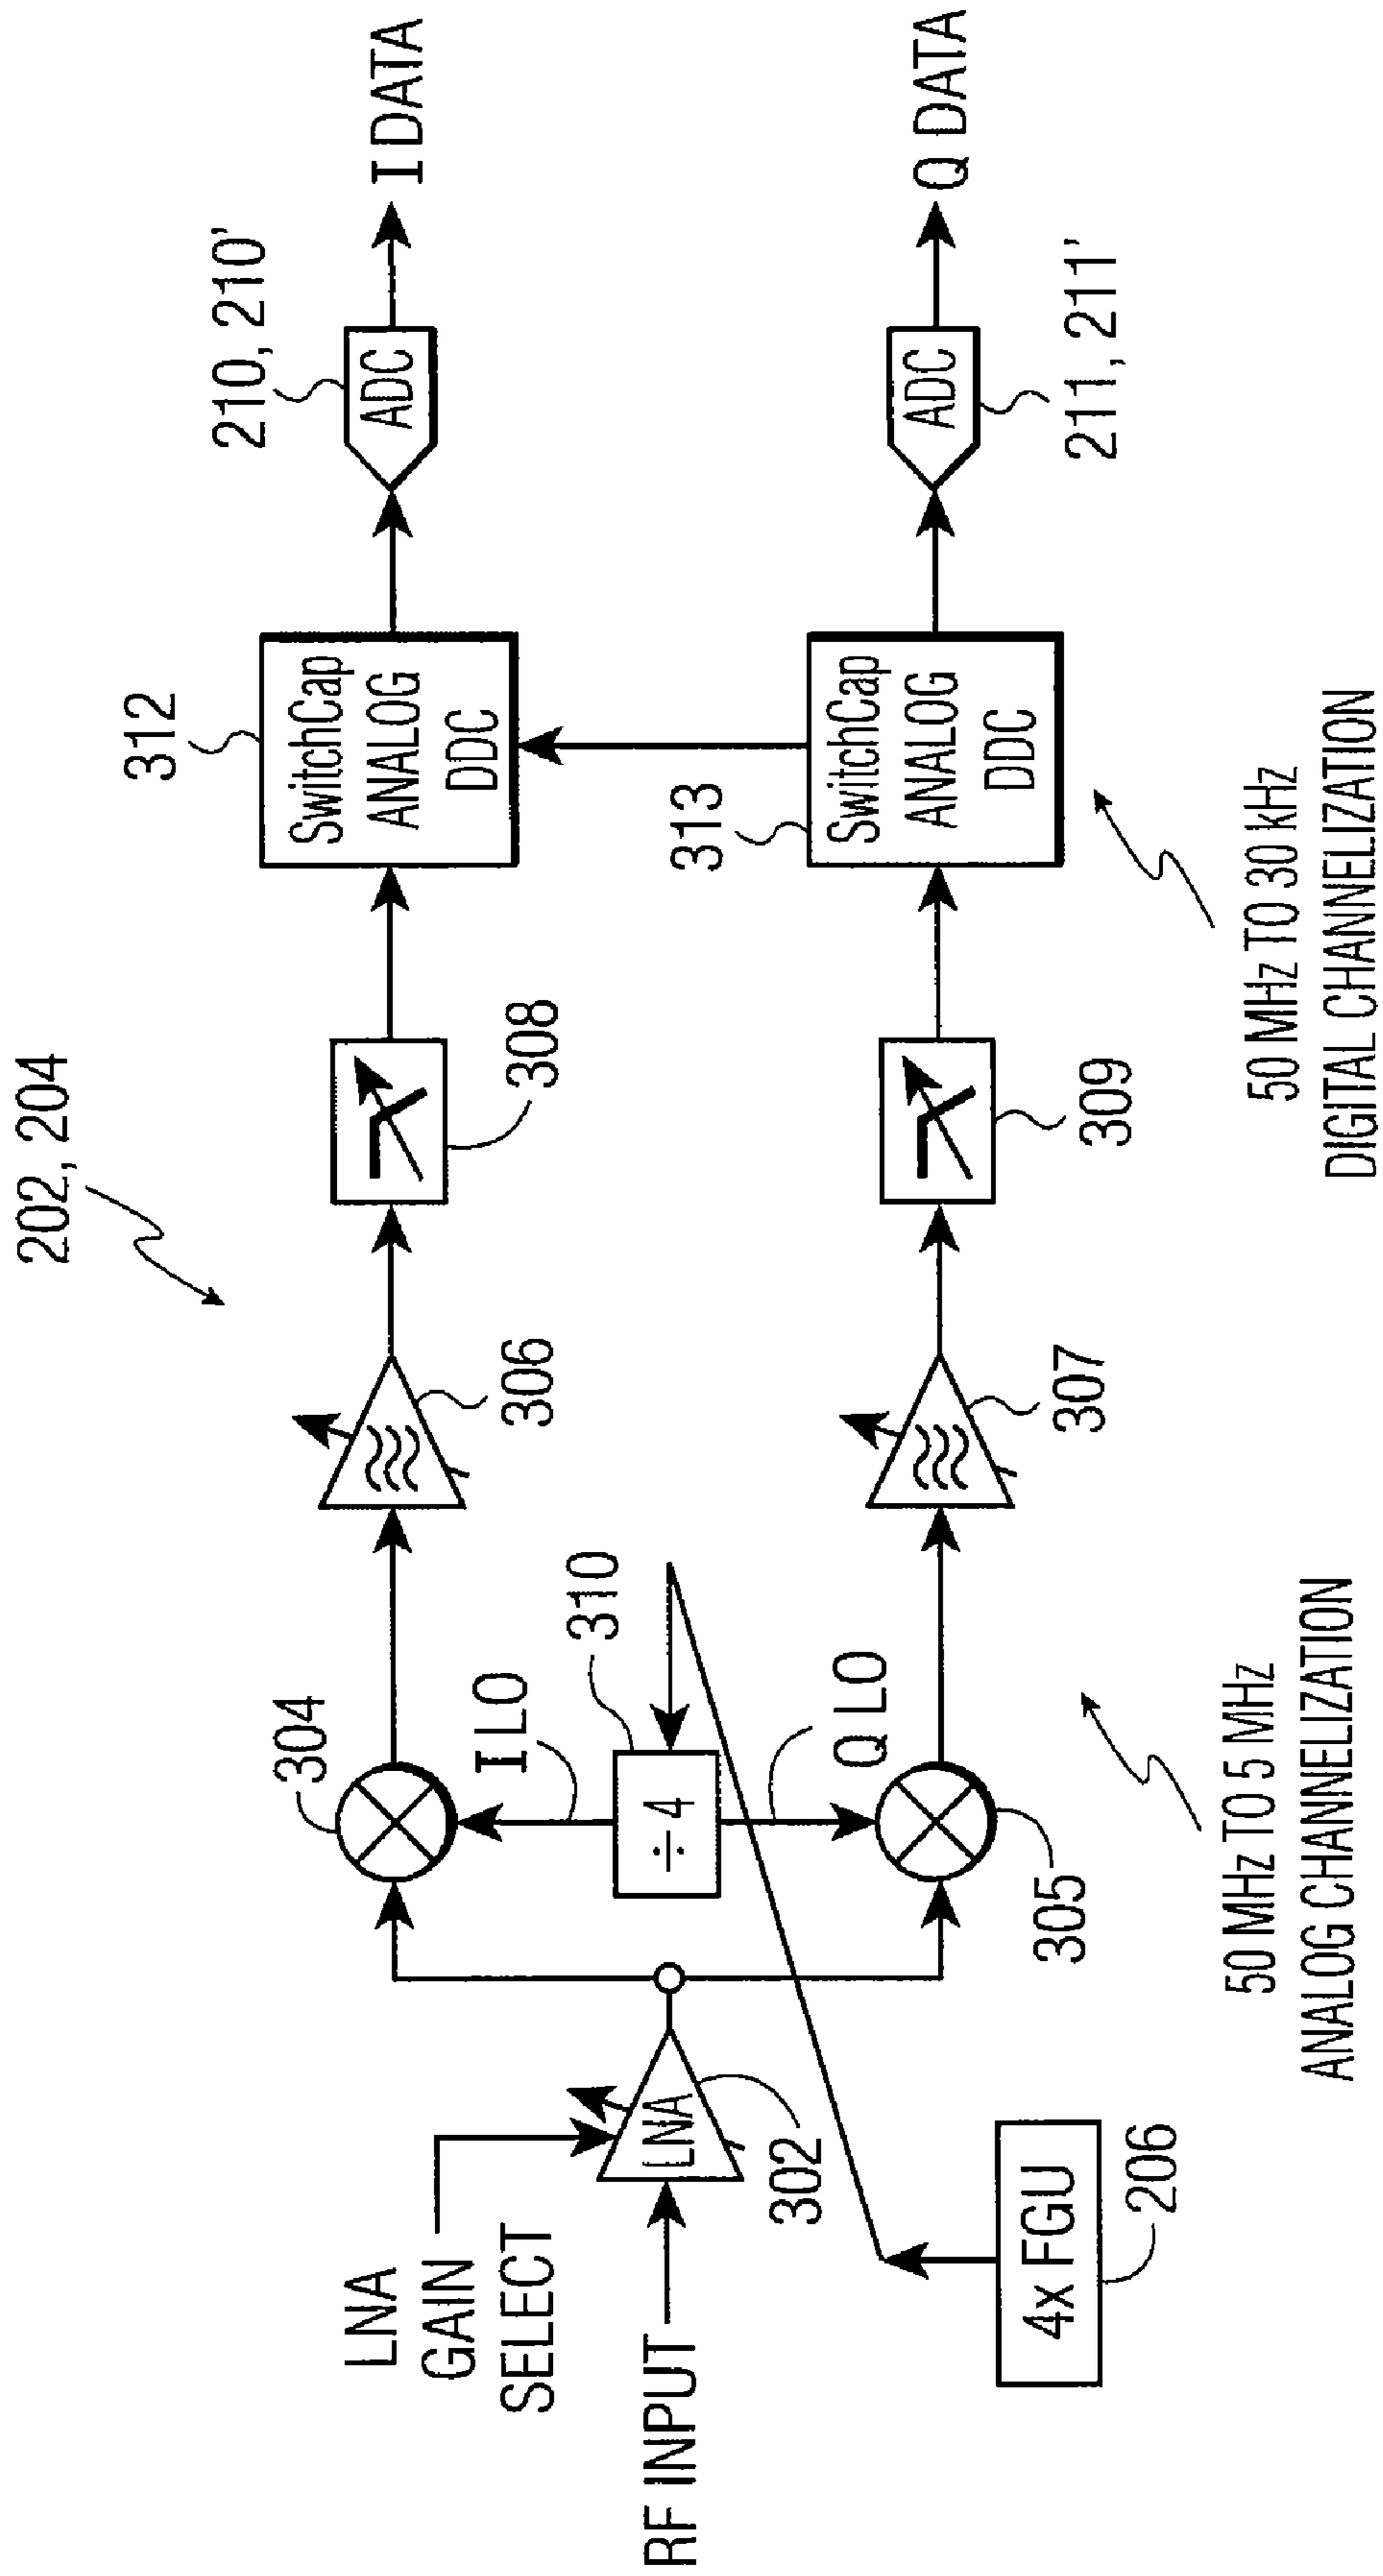 202, 204
LNA
GAIN
SELECT
RF INPUT
LNA
302
304
I LO
310
÷4
Q LO
305
4x FGU
206
306
307
308
309
312
SwitchCap
ANALOG
DDC
313
SwitchCap
ANALOG
DDC
210, 210'
ADC
I DATA
ADC
211, 211'
Q DATA
50 MHz TO 5 MHz
ANALOG CHANNELIZATION
50 MHz TO 30 kHz
DIGITAL CHANNELIZATION